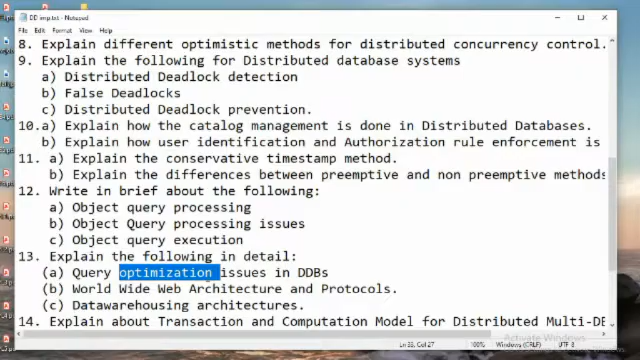 DD imp.txt - Notepad
File Edit Format View Help
8. Explain different optimistic methods for distributed concurrency control.
9. Explain the following for Distributed database systems
a) Distributed Deadlock detection
b) False Deadlocks
c) Distributed Deadlock prevention.
10.a) Explain how the catalog management is done in Distributed Databases.
b) Explain how user identification and Authorization rule enforcement is
11. a) Explain the conservative timestamp method.
b) Explain the differences between preemptive and non preemptive methods
12. Write in brief about the following:
a) Object query processing
b) Object Query processing issues
c) Object query execution
13. Explain the following in detail:
(a) Query optimization issues in DDBs
(b) World Wide Web Architecture and Protocols.
(c) Datawarehousing architectures.
14. Explain about Transaction and Computation Model for Distributed Multi-DB
Activate Windows
Ln 33, Col 27 100% Windows (CRLF) UTF-8